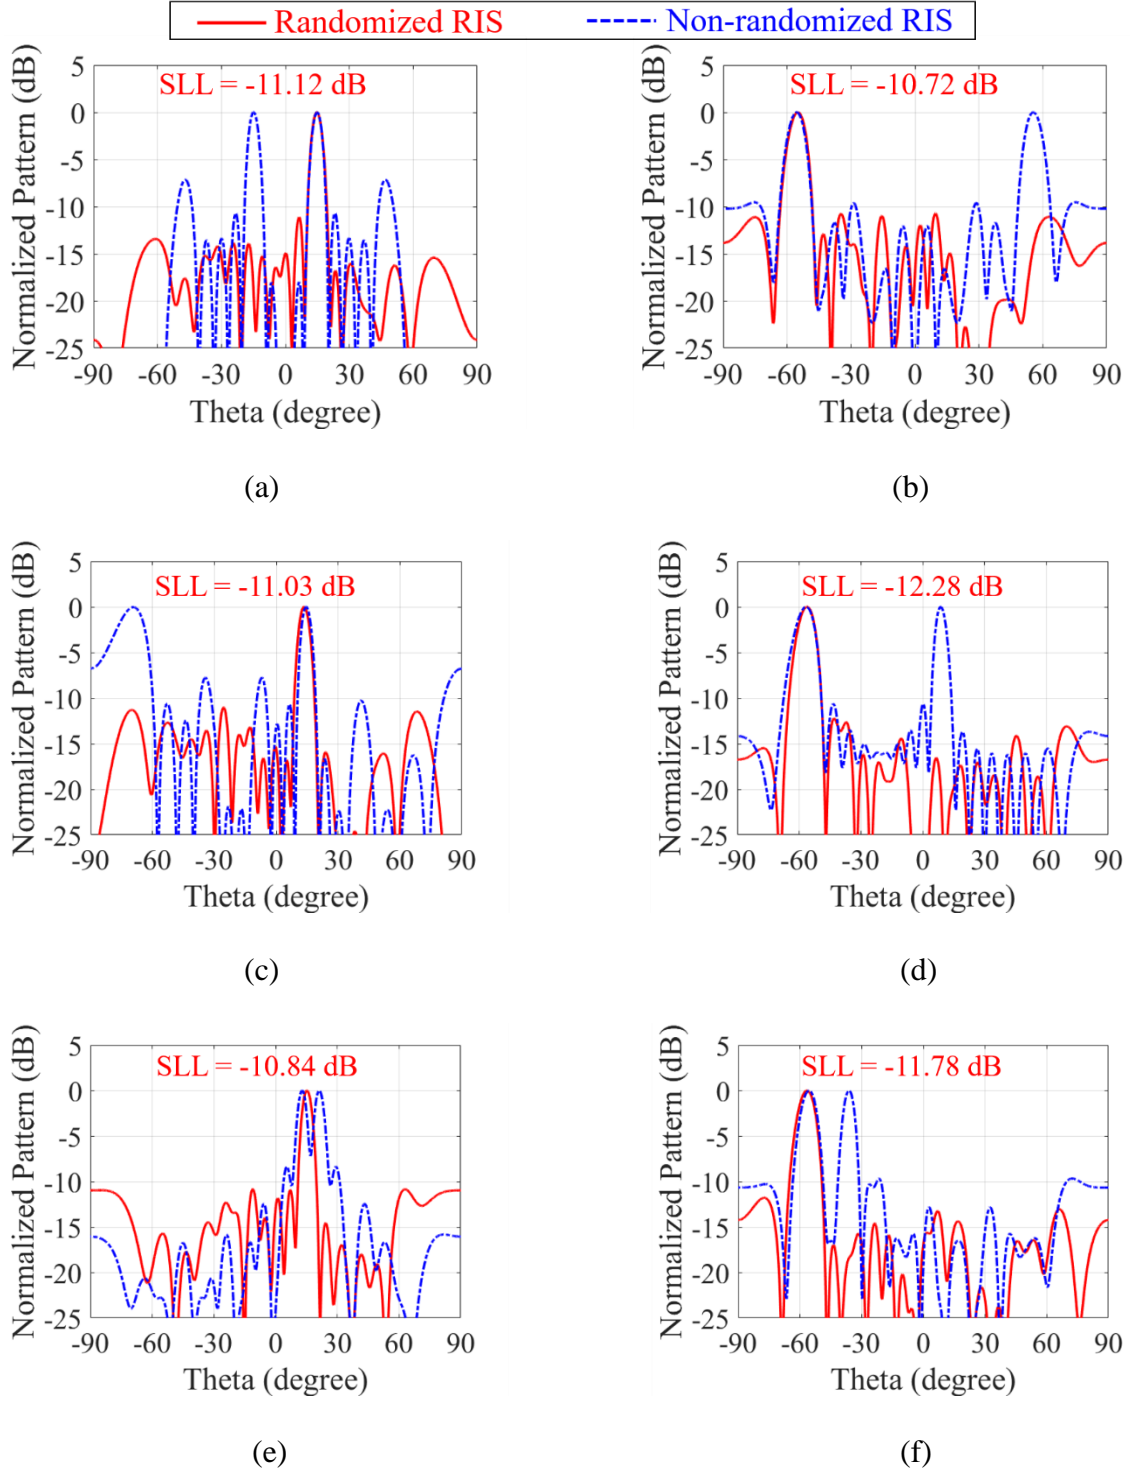 Randomized RIS Non-randomized RIS
Normalized Pattern (dB)
SLL = -11.12 dB
5
0
-5
-10
-15
-20
-25
-90 -60 -30 0 30 60 90
Theta (degree)
(a)
Normalized Pattern (dB)
SLL = -10.72 dB
5
0
-5
-10
-15
-20
-25
-90 -60 -30 0 30 60 90
Theta (degree)
(b)
Normalized Pattern (dB)
SLL = -11.03 dB
5
0
-5
-10
-15
-20
-25
-90 -60 -30 0 30 60 90
Theta (degree)
(c)
Normalized Pattern (dB)
SLL = -12.28 dB
5
0
-5
-10
-15
-20
-25
-90 -60 -30 0 30 60 90
Theta (degree)
(d)
Normalized Pattern (dB)
SLL = -10.84 dB
5
0
-5
-10
-15
-20
-25
-90 -60 -30 0 30 60 90
Theta (degree)
(e)
Normalized Pattern (dB)
SLL = -11.78 dB
5
0
-5
-10
-15
-20
-25
-90 -60 -30 0 30 60 90
Theta (degree)
(f)